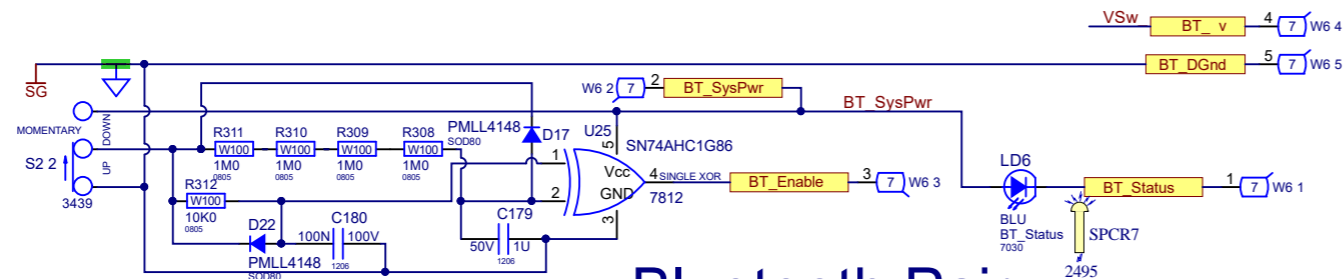 VSw BT_ v 4 7 W6 4
SG BT_DGnd 5 7 W6 5
W6 2 7 2 BT_SysPwr
BT_SysPwr
MOMENTARY DOWN
UP
S2 2
3439
R311 R310 R309 R308
W100 W100 W100 W100
1M0 1M0 1M0 1M0
0805 0805 0805 0805
PMLL4148 D17
SOD80
U25
SN74AHC1G86
5
1 Vcc 4 SINGLE XOR BT_Enable 3 7 W6 3
2 GND 7812
3
R312
W100
10K0
0805
D22
PMLL4148
SOD80
C180
100N 100V
1206
C179
50V 1U
1206
LD6
BLU
BT_Status
7030
BT_Status 1 7 W6 1
SPCR7
2495